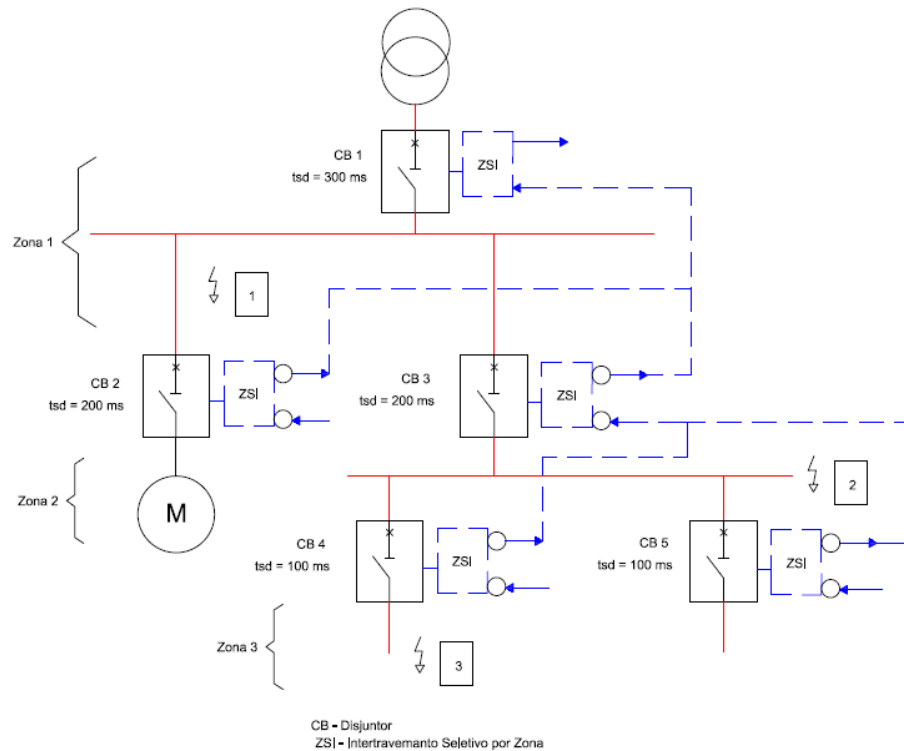 CB 1
tsd = 300 ms
ZSI
Zona 1
1
CB 2
tsd = 200 ms
ZSI
CB 3
tsd = 200 ms
ZSI
Zona 2
M
2
CB 4
tsd = 100 ms
ZSI
CB 5
tsd = 100 ms
ZSI
Zona 3
3
CB - Disjuntor
ZSI - Intertravemanto Seletivo por Zona